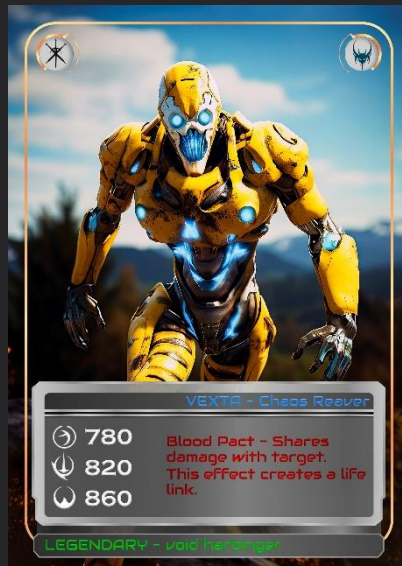 VEXTA - Chaos Reaver
780
820
860
Blood Pact - Shares
damage with target.
This effect creates a life
link.
LEGENDARY - void harbinger